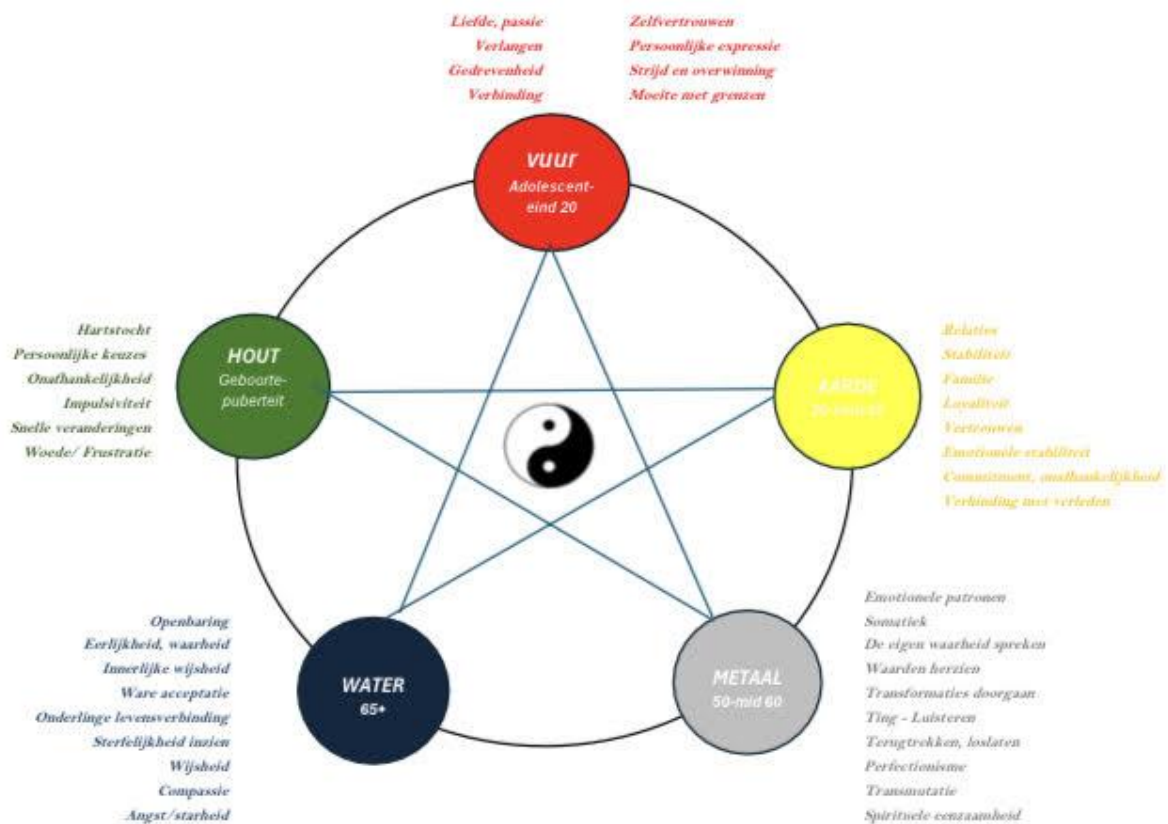 Liefde, passie
Verlangen
Gedrevenheid
Verbinding
Zelfvertrouwen
Persoonlijke expressie
Strijd en overwinning
Moeite met grenzen
vuur
Adolescent-
eind 20
Hartstocht
Persoonlijke keuzes
Onafhankelijkheid
Impulsiviteit
Snelle veranderingen
Woede/ Frustratie
HOUT
Geboorte-
puberteit
AARDE
Relaties
Stabiliteit
Familie
Loyaliteit
Vertrouwen
Emotionele stabiliteit
Commitment, onafhankelijkheid
Verbinding met verleden
Openbaring
Eerlijkheid, waarheid
Innerlijke wijsheid
Ware acceptatie
Onderlinge levensverbinding
Sterfelijkheid inzien
Wijsheid
Compassie
Angst/starheid
WATER
65+
METAAL
50-mid 60
Emotionele patronen
Somatiek
De eigen waarheid spreken
Waarden herzien
Transformaties doorgaan
Ting - Luisteren
Terugtrekken, loslaten
Perfectionisme
Transmutatie
Spirituele eenzaamheid